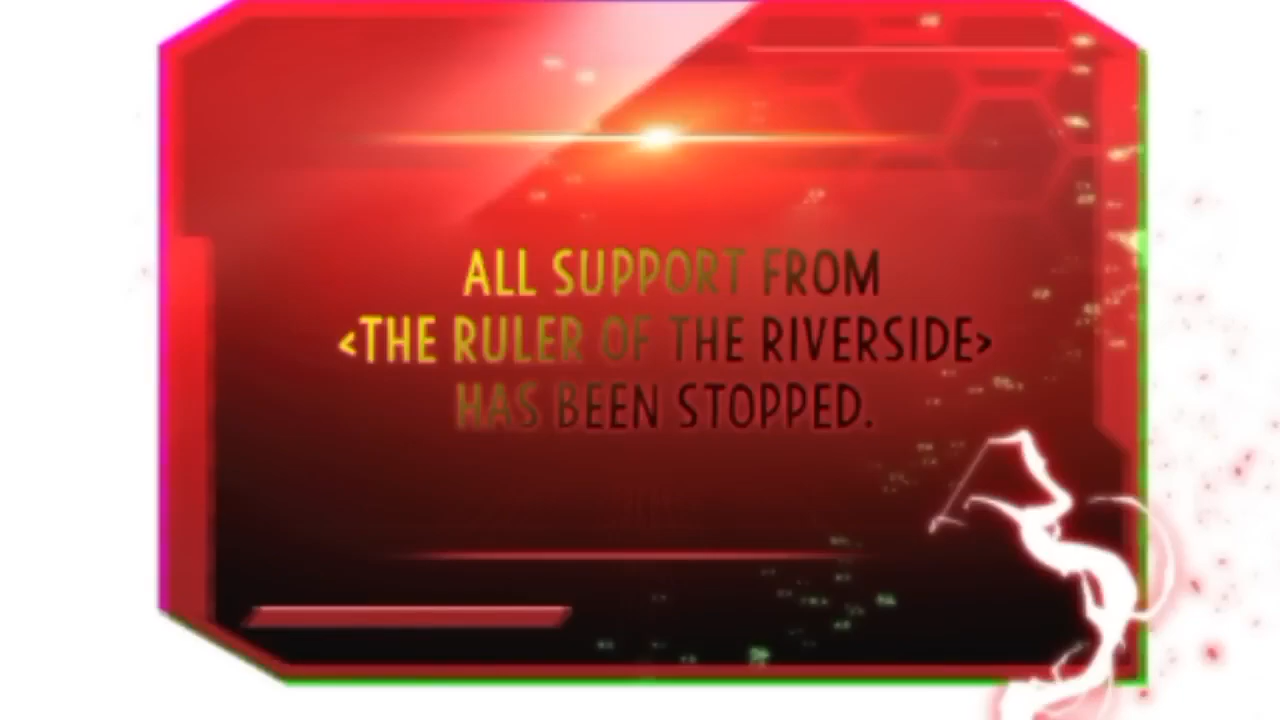 ALL SUPPORT FROM
<THE RULER OF THE RIVERSIDE>
HAS BEEN STOPPED.